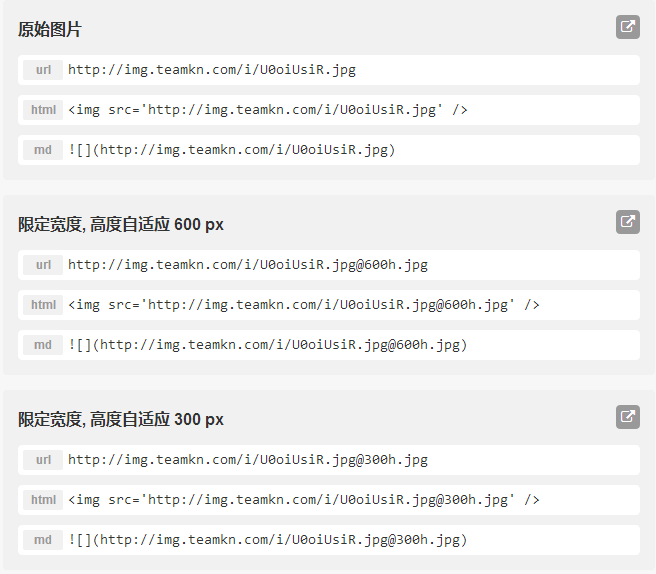 原始图片
url http://img.teamkn.com/i/U0oiUsiR.jpg
html <img src='http://img.teamkn.com/i/U0oiUsiR.jpg' />
md ![](http://img.teamkn.com/i/U0oiUsiR.jpg)
限定宽度, 高度自适应 600 px
url http://img.teamkn.com/i/U0oiUsiR.jpg@600h.jpg
html <img src='http://img.teamkn.com/i/U0oiUsiR.jpg@600h.jpg' />
md ![](http://img.teamkn.com/i/U0oiUsiR.jpg@600h.jpg)
限定宽度, 高度自适应 300 px
url http://img.teamkn.com/i/U0oiUsiR.jpg@300h.jpg
html <img src='http://img.teamkn.com/i/U0oiUsiR.jpg@300h.jpg' />
md ![](http://img.teamkn.com/i/U0oiUsiR.jpg@300h.jpg)